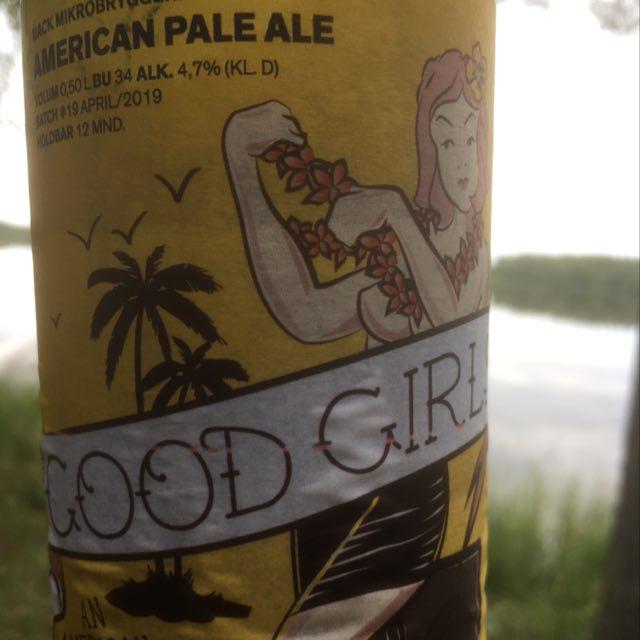 MACK MIKROBRYGGERI
AMERICAN PALE ALE
VOLUM 0,50 L BU 34 ALK. 4,7% (KL. D)
BATCH # 19 APRIL/2019
HOLDBAR 12 MND.
GOOD GIRL
AN